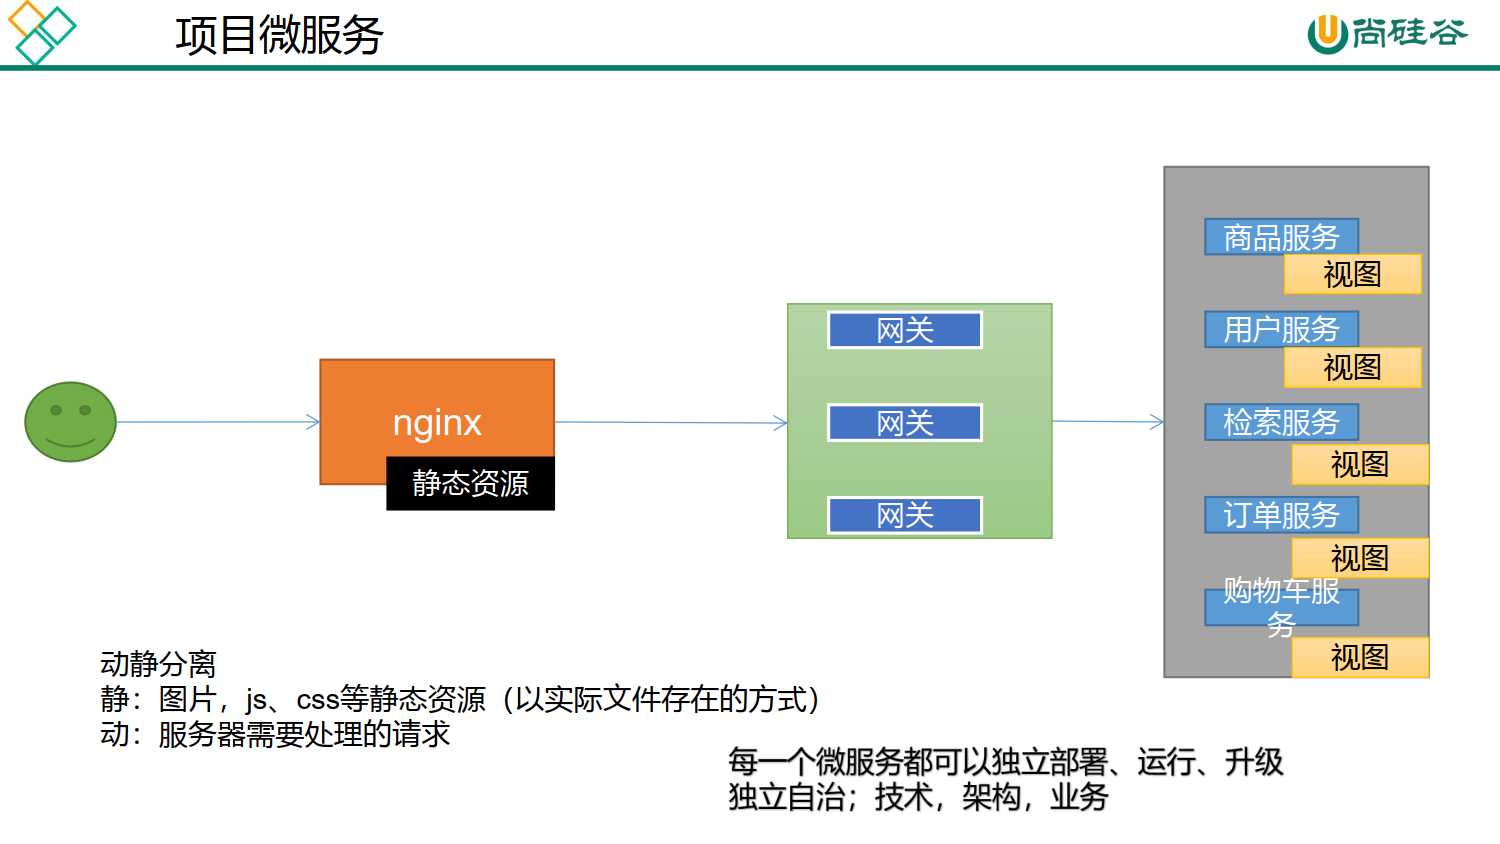 项目微服务
尚硅谷
商品服务
视图
网关
用户服务
视图
nginx
网关
检索服务
视图
静态资源
网关
订单服务
视图
购物车服
务
视图
动静分离
静：图片，js、css等静态资源（以实际文件存在的方式）
动：服务器需要处理的请求
每一个微服务都可以独立部署、运行、升级
独立自治；技术，架构，业务